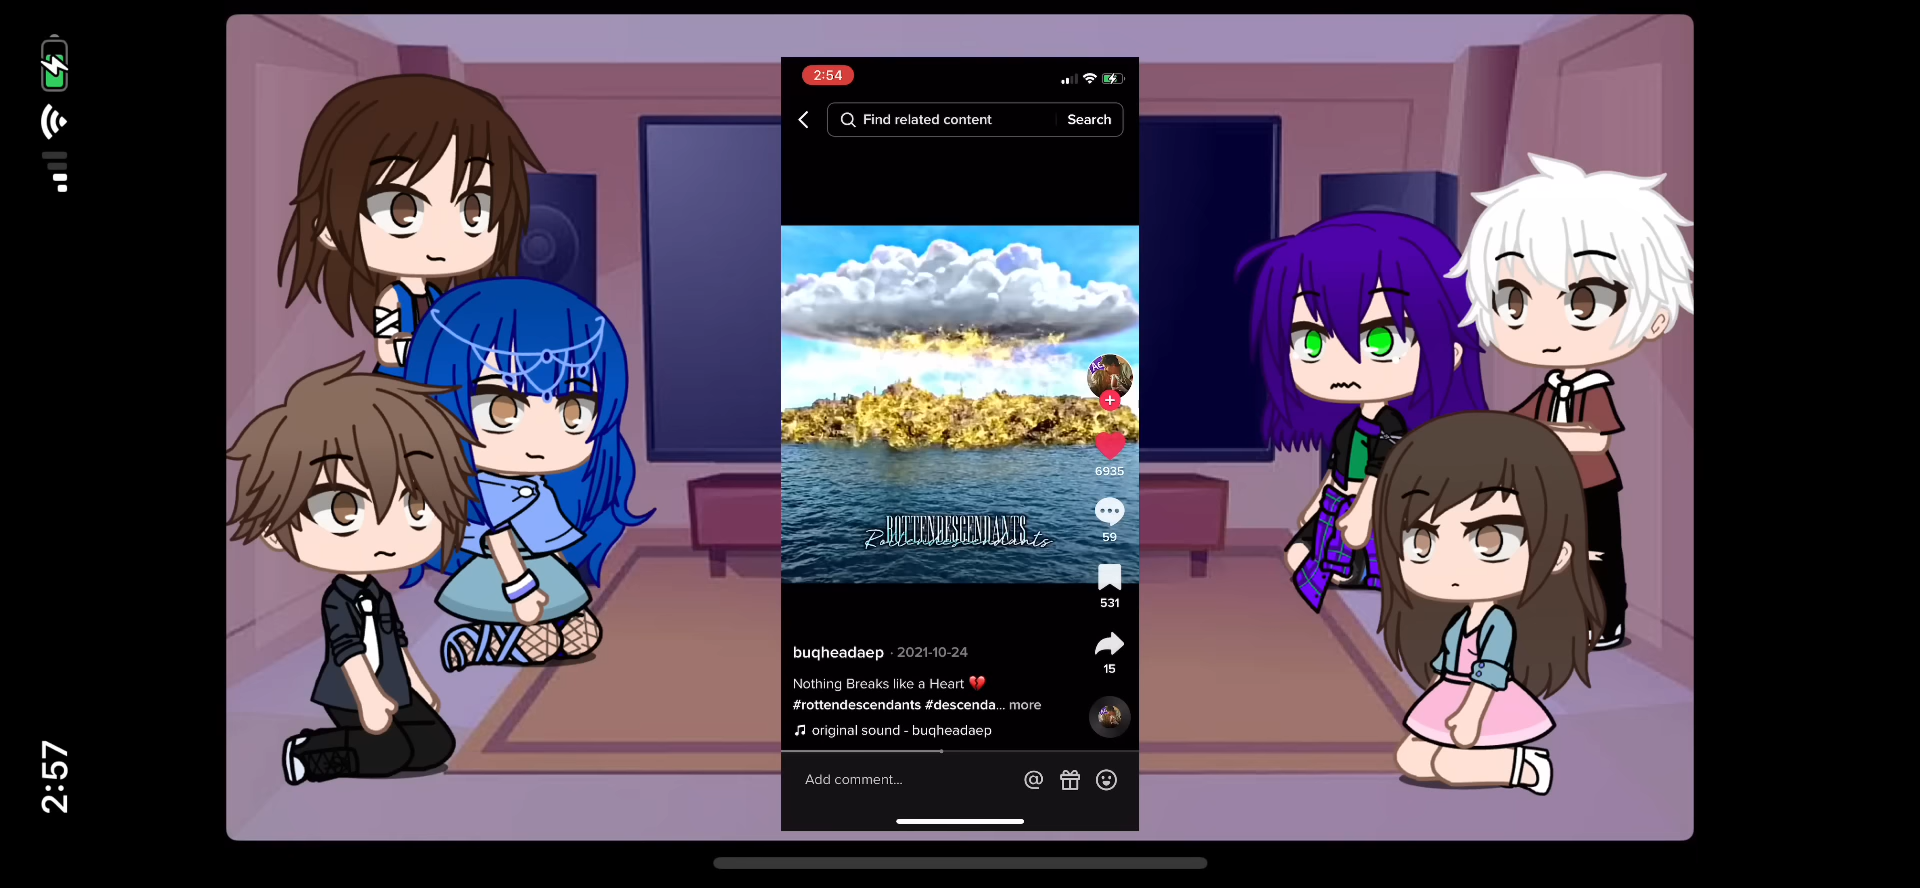 2:57
2:54
Find related content
Search
6935
59
ROTTENDESCENDANTS
Rottendescendants
531
buqheadaep · 2021-10-24
15
Nothing Breaks like a Heart 💔
#rottendescendants #descenda... more
original sound - buqheadaep
Add comment...